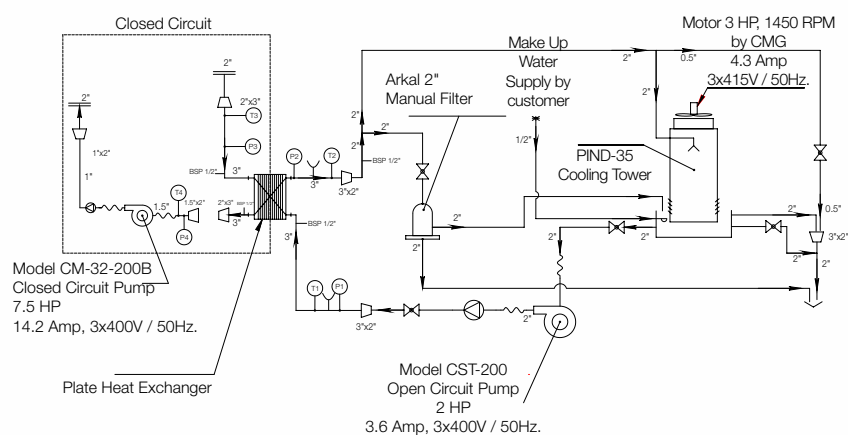 Closed Circuit
Motor 3 HP, 1450 RPM
by CMG
4.3 Amp
3x415V / 50Hz.
Make Up
Water
Supply by
customer
Arkal 2"
Manual Filter
PIND-35
Cooling Tower
Model CM-32-200B
Closed Circuit Pump
7.5 HP
14.2 Amp, 3x400V / 50Hz.
Plate Heat Exchanger
Model CST-200
Open Circuit Pump
2 HP
3.6 Amp, 3x400V / 50Hz.
2"
2"
2"x3"
T3
P3
BSP 1/2"
3"
1"x2"
1"
T4
1.5"
1.5"x2"
P4
2"x3"
BSP 1/2"
3"
P2
T2
3"
3"x2"
BSP 1/2"
2"
2"
2"
BSP 1/2"
3"
T1
P1
3"x2"
2"
2"
2"
1/2"
2"
2"
2"
2"
0.5"
2"
2"
0.5"
3"x2"
2"
2"